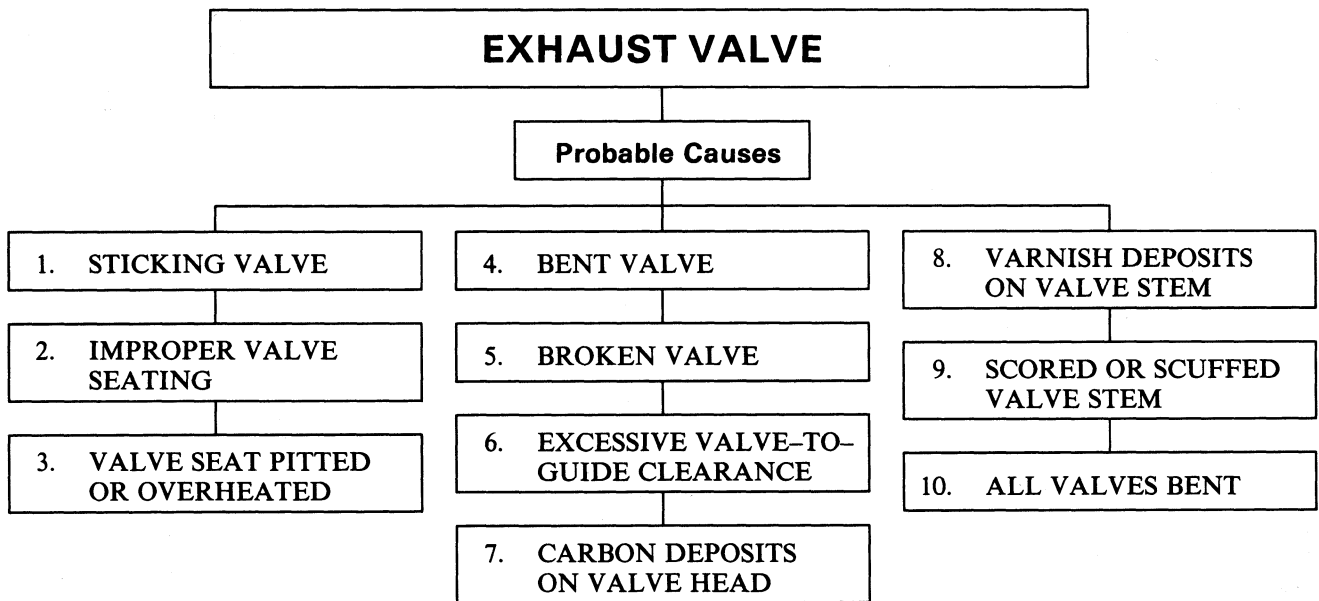 EXHAUST VALVE
Probable Causes
1. STICKING VALVE
2. IMPROPER VALVE
SEATING
3. VALVE SEAT PITTED
OR OVERHEATED
4. BENT VALVE
5. BROKEN VALVE
6. EXCESSIVE VALVE–TO–
GUIDE CLEARANCE
7. CARBON DEPOSITS
ON VALVE HEAD
8. VARNISH DEPOSITS
ON VALVE STEM
9. SCORED OR SCUFFED
VALVE STEM
10. ALL VALVES BENT